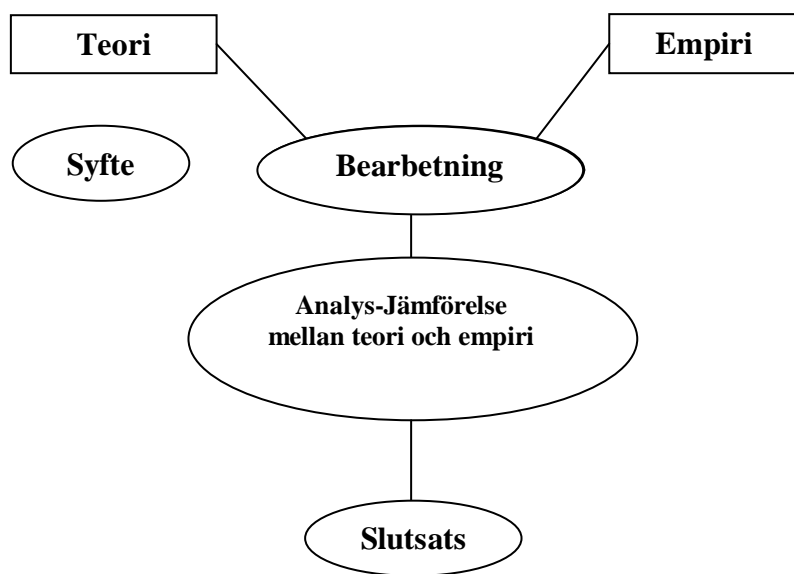 Teori
Empiri
Syfte
Bearbetning
Analys-Jämförelse
mellan teori och empiri
Slutsats